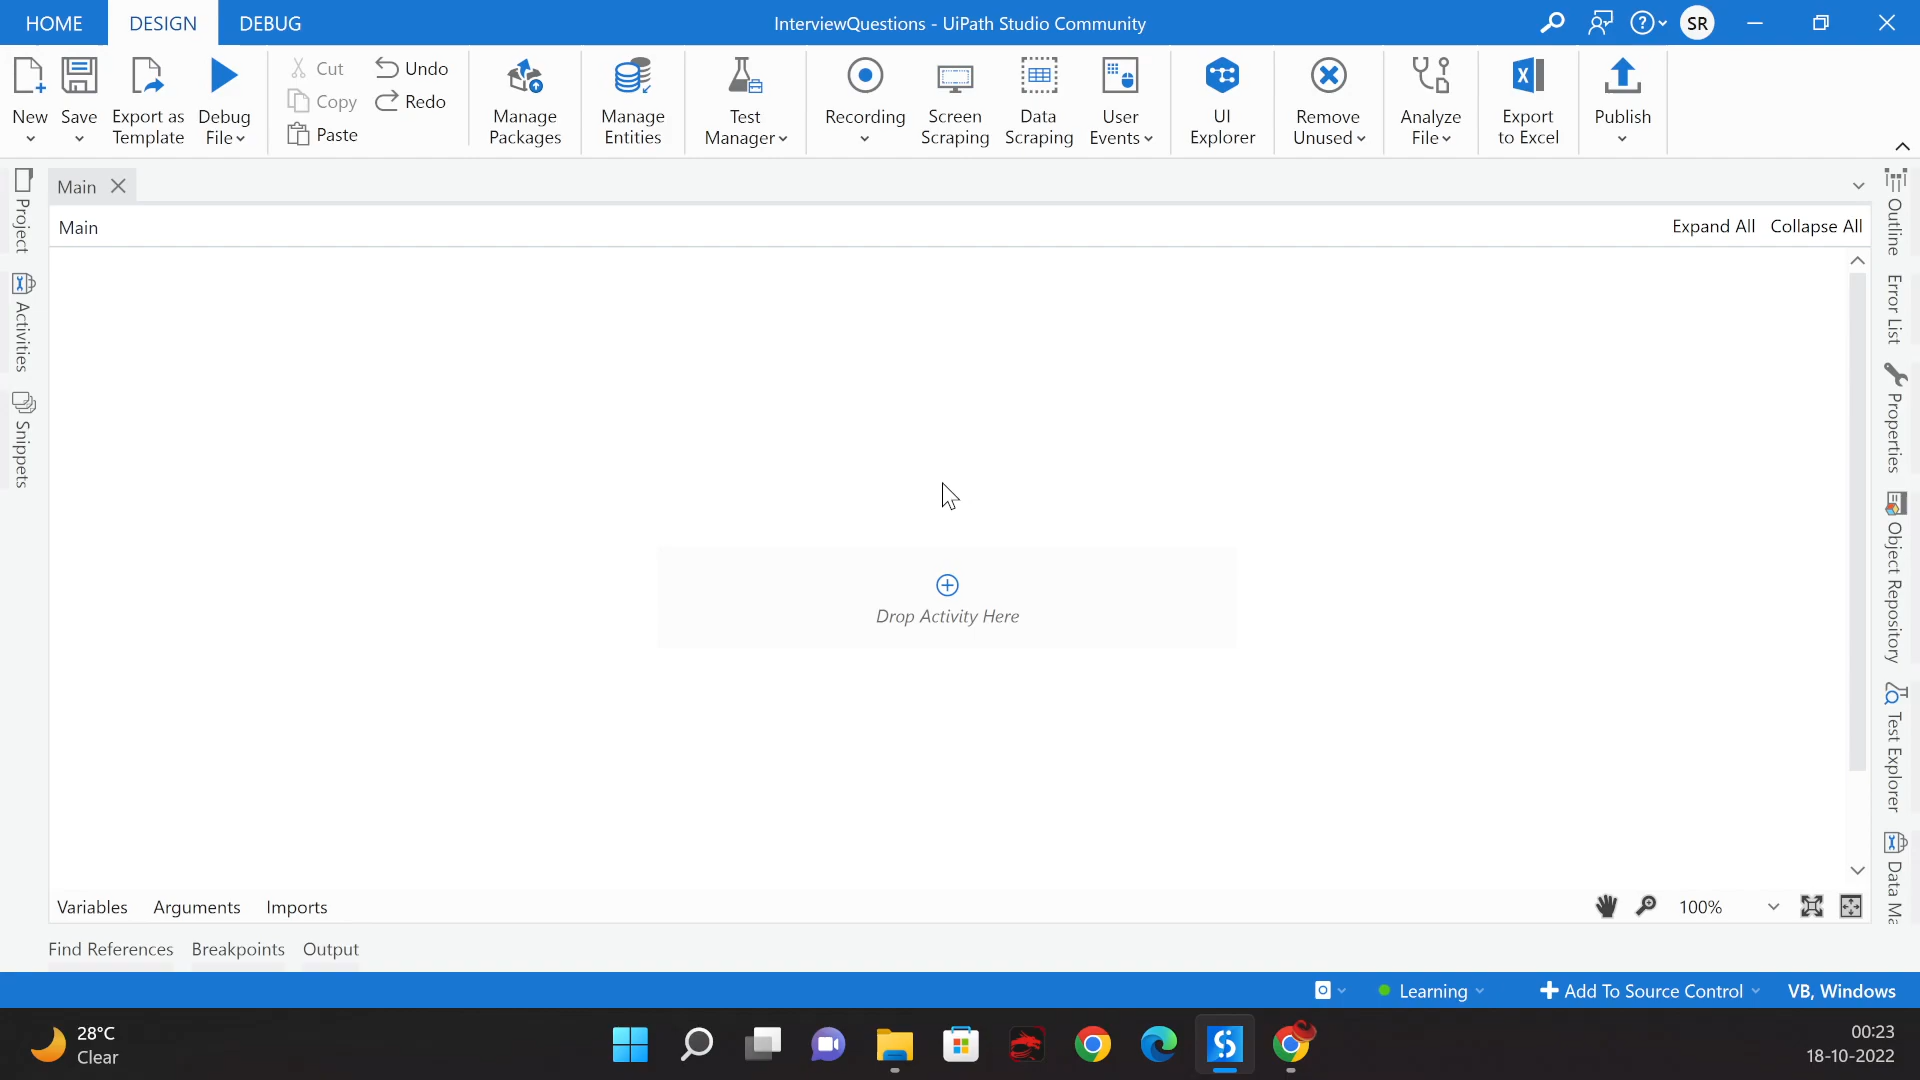 HOME DESIGN DEBUG InterviewQuestions - UiPath Studio Community SR
New Save Export as Template Debug File Cut Copy Paste Undo Redo Manage Packages Manage Entities Test Manager Recording Screen Scraping Data Scraping User Events UI Explorer Remove Unused Analyze File Export to Excel Publish
Main
Main Expand All Collapse All
Project
Activities
Snippets
Drop Activity Here
Outline
Error List
Properties
Object Repository
Test Explorer
Data Ma
Variables Arguments Imports 100%
Find References Breakpoints Output
Learning Add To Source Control VB, Windows
28°C
Clear
00:23
18-10-2022